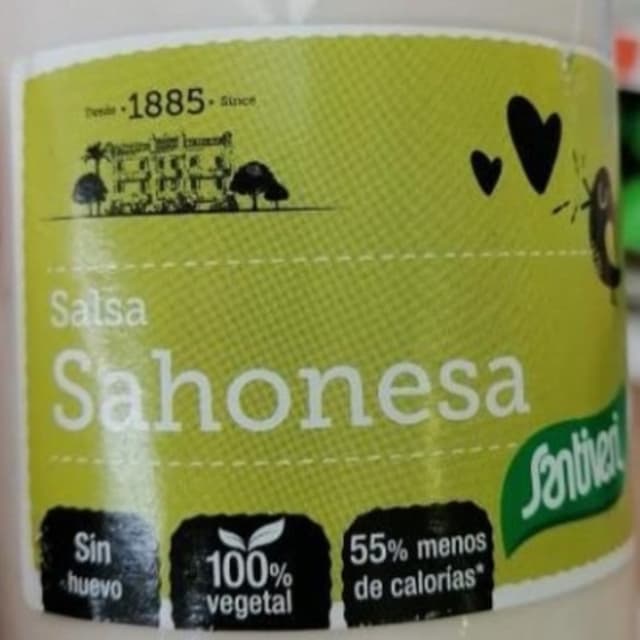 Desde · 1885 · Since
Salsa
Sahonesa
Santiveri
Sin
huevo
100%
vegetal
55% menos
de calorías*